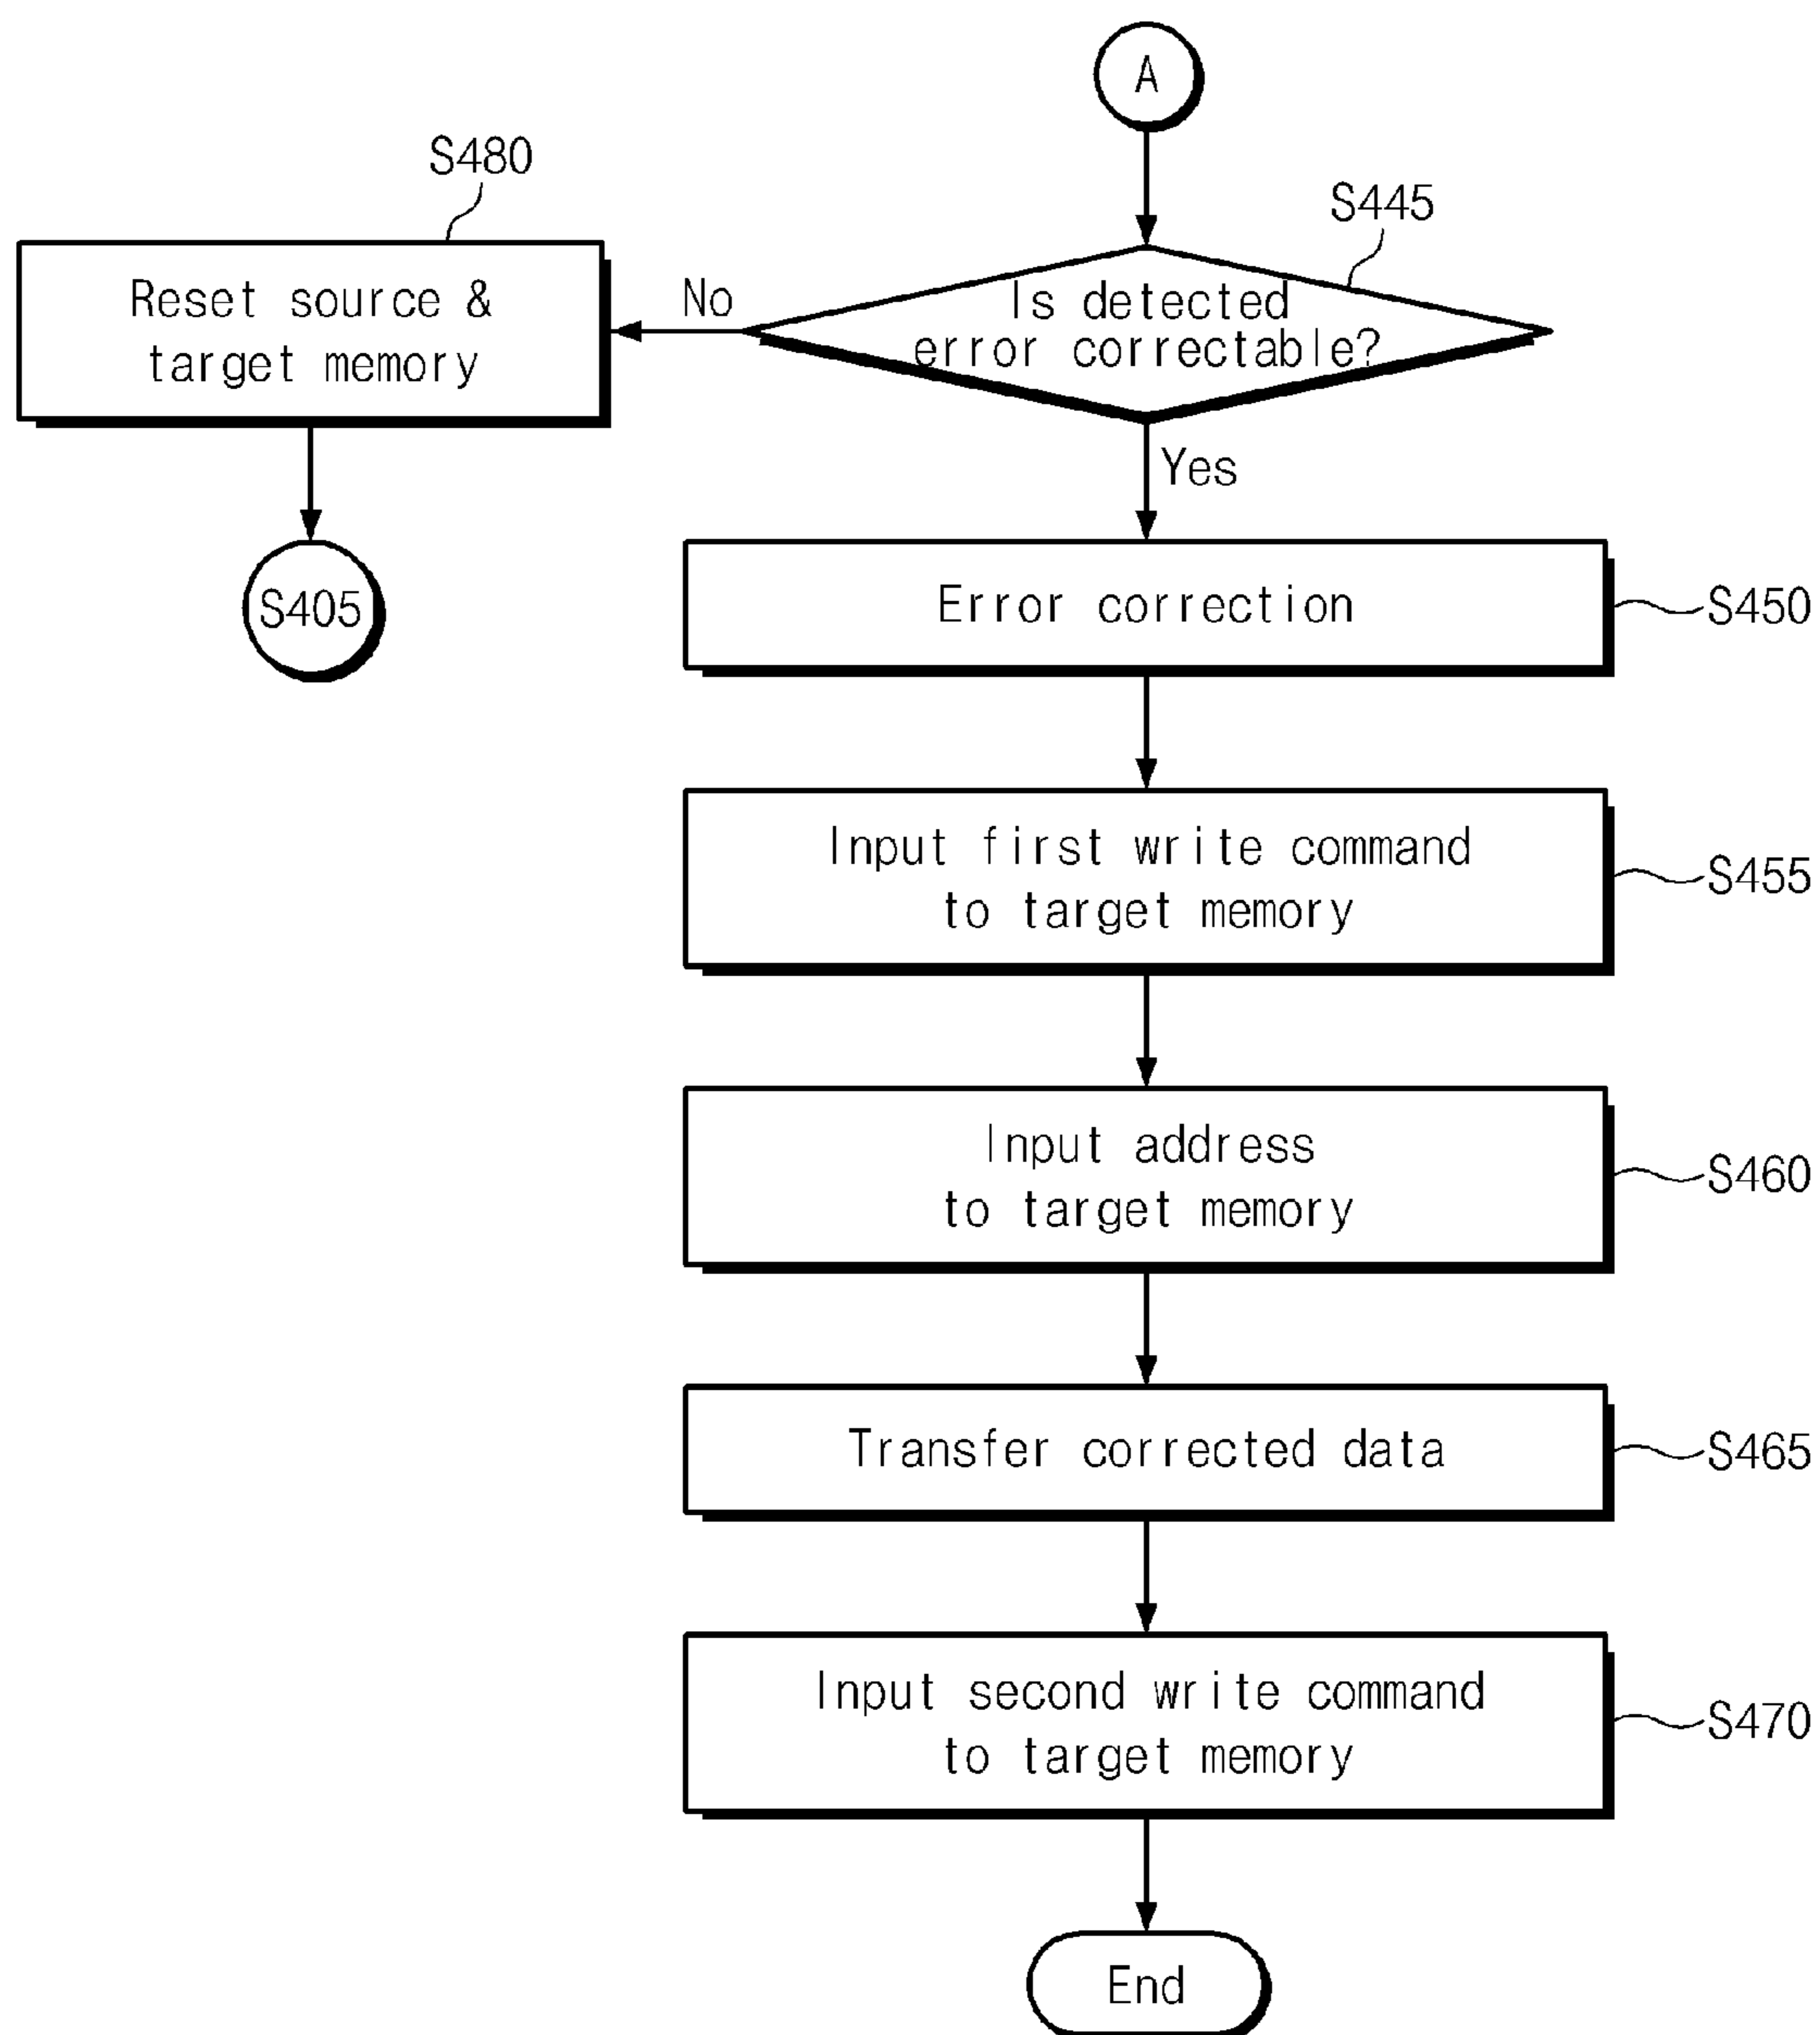 A
S480
S445
Reset source &
target memory
No
Is detected
error correctable?
Yes
S405
Error correction
S450
Input first write command
to target memory
S455
Input address
to target memory
S460
Transfer corrected data
S465
Input second write command
to target memory
S470
End